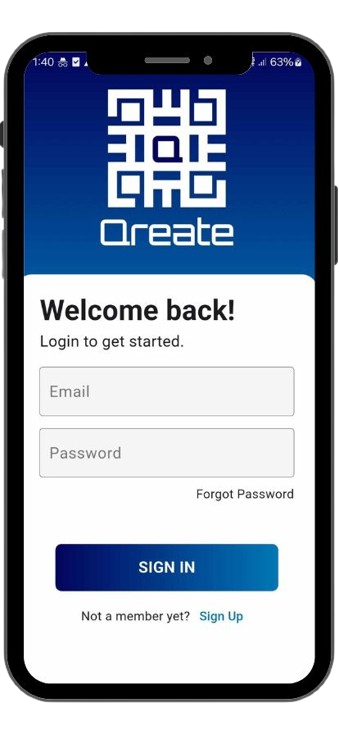 1:40
63%
Q
Qreate
Welcome back!
Login to get started.
Email
Password
Forgot Password
SIGN IN
Not a member yet? Sign Up